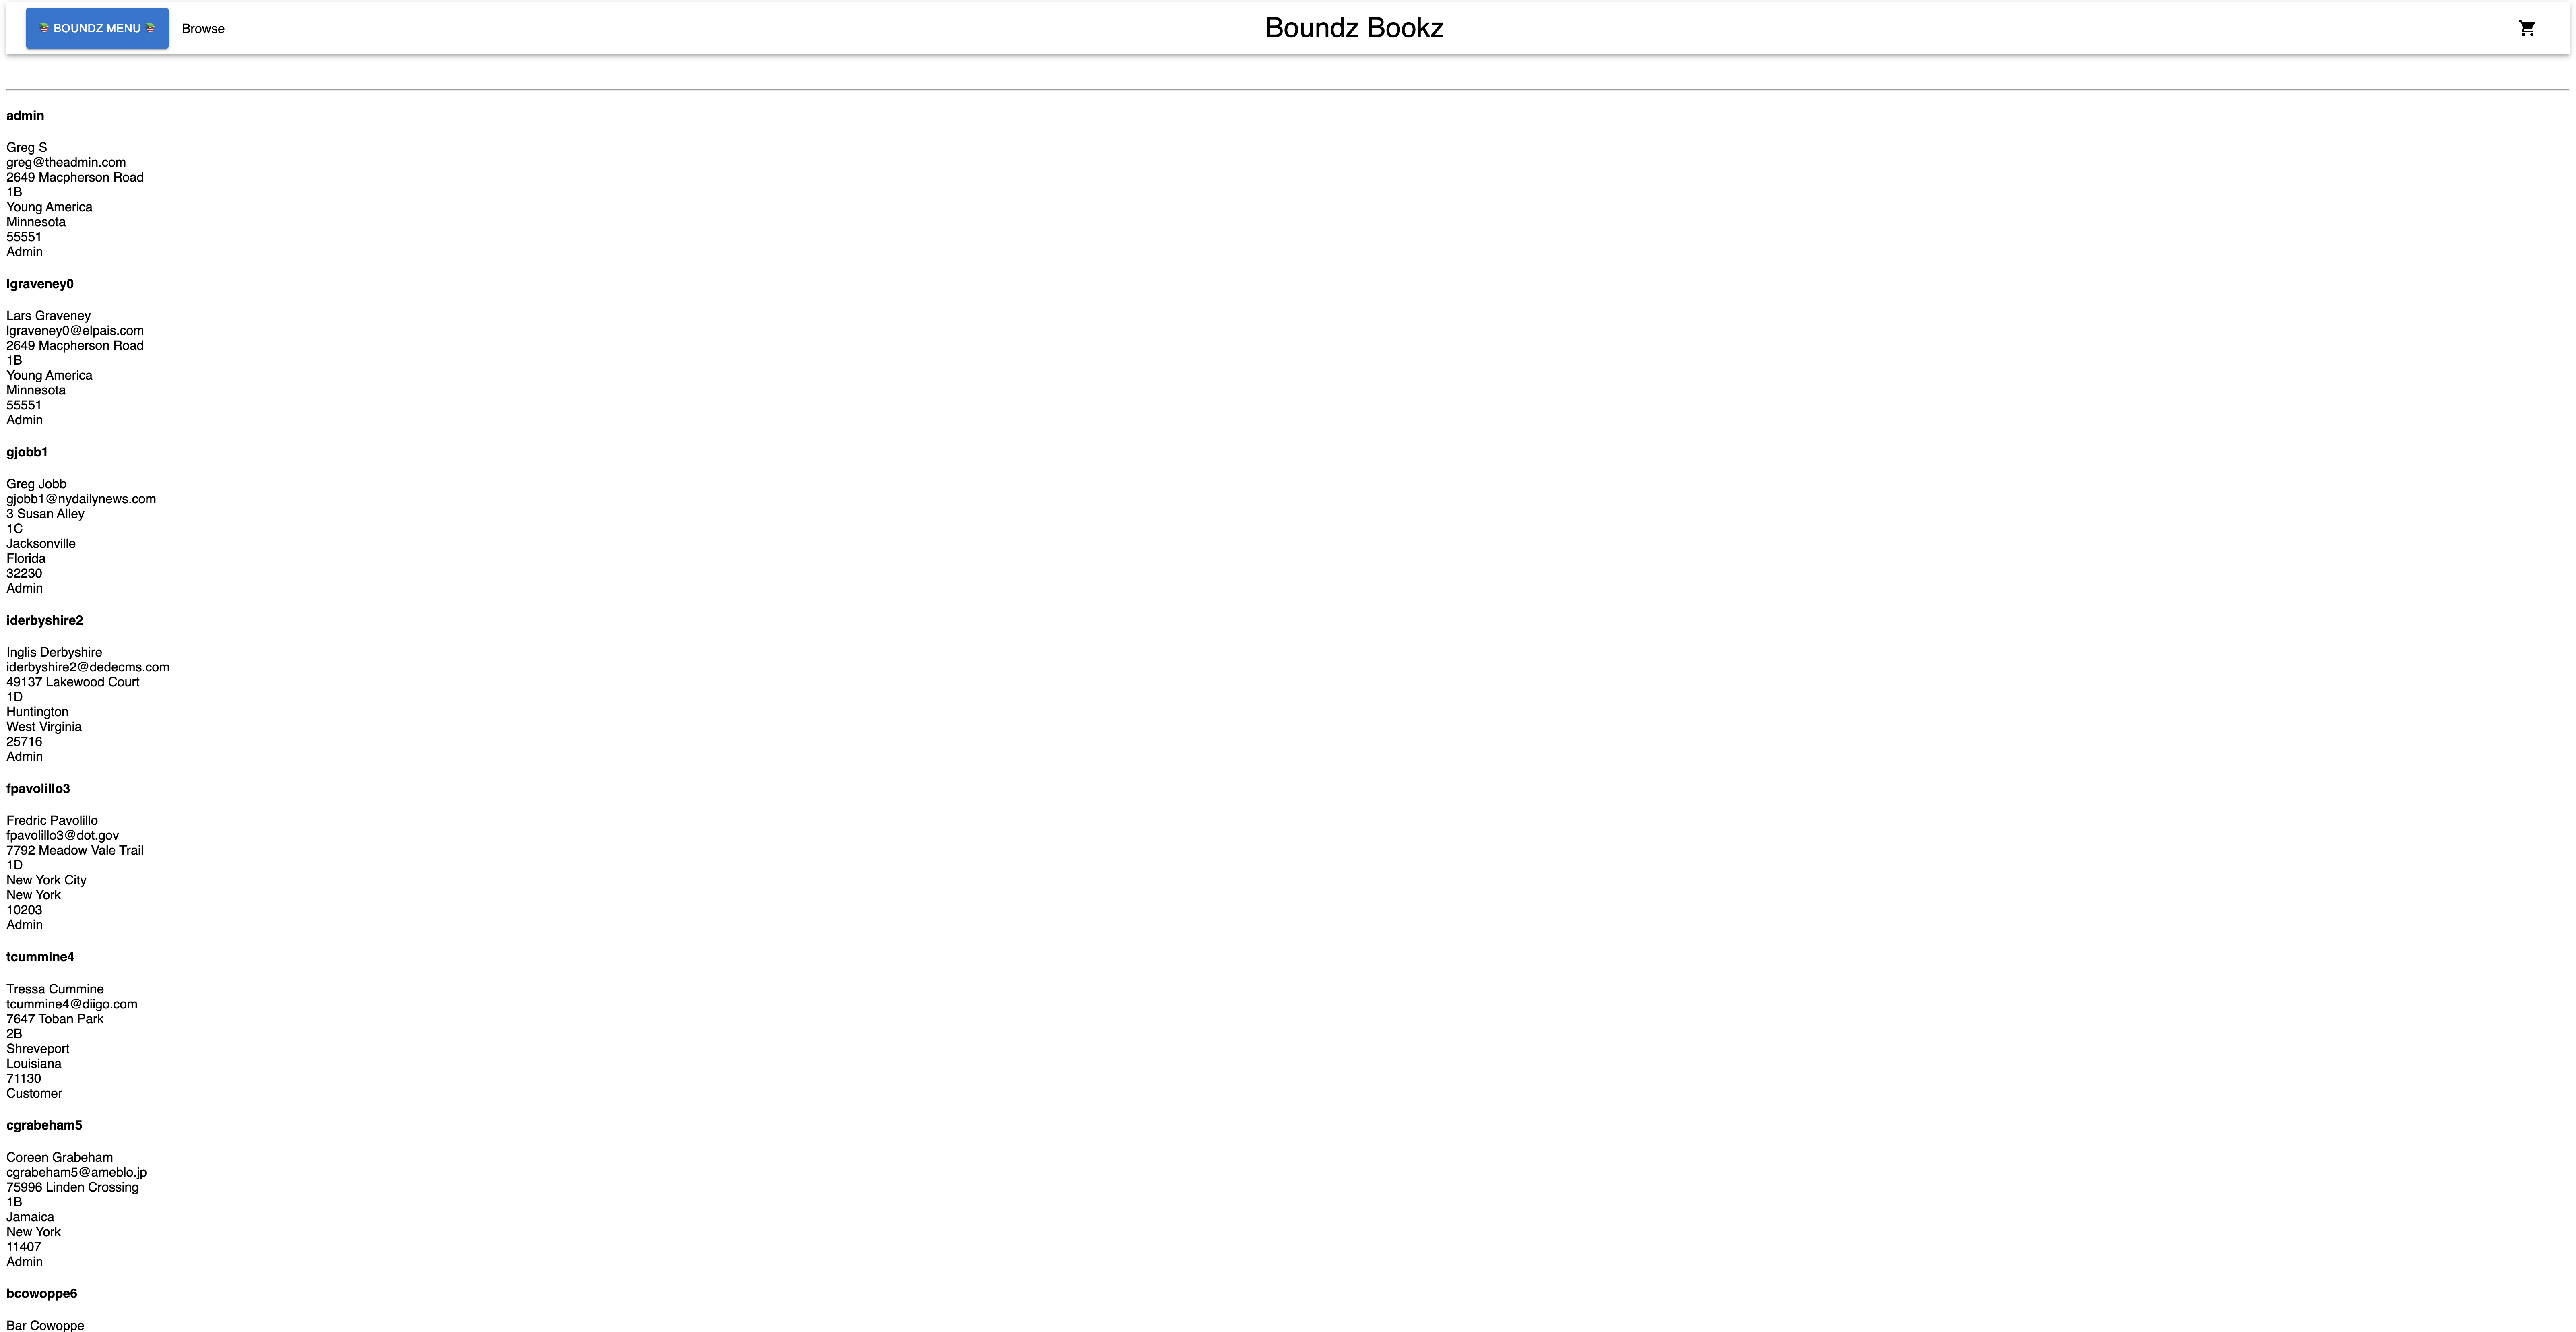 BOUNDZ MENU
Browse
Boundz Bookz
admin
Greg S
greg@theadmin.com
2649 Macpherson Road
1B
Young America
Minnesota
55551
Admin
lgraveney0
Lars Graveney
lgraveney0@elpais.com
2649 Macpherson Road
1B
Young America
Minnesota
55551
Admin
gjobb1
Greg Jobb
gjobb1@nydailynews.com
3 Susan Alley
1C
Jacksonville
Florida
32230
Admin
iderbyshire2
Inglis Derbyshire
iderbyshire2@dedecms.com
49137 Lakewood Court
1D
Huntington
West Virginia
25716
Admin
fpavolillo3
Fredric Pavolillo
fpavolillo3@dot.gov
7792 Meadow Vale Trail
1D
New York City
New York
10203
Admin
tcummine4
Tressa Cummine
tcummine4@diigo.com
7647 Toban Park
2B
Shreveport
Louisiana
71130
Customer
cgrabeham5
Coreen Grabeham
cgrabeham5@ameblo.jp
75996 Linden Crossing
1B
Jamaica
New York
11407
Admin
bcowoppe6
Bar Cowoppe